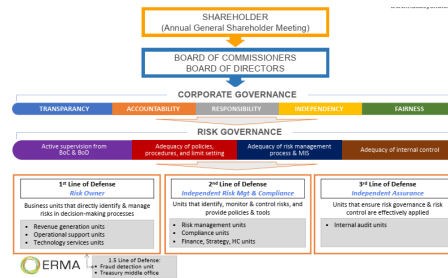 SHAREHOLDER
(Annual General Shareholder Meeting)
BOARD OF COMMISSIONERS
BOARD OF DIRECTORS
CORPORATE GOVERNANCE
TRANSPARANCY
ACCOUNTABILITY
RESPONSIBILITY
INDEPENDENCY
FAIRNESS
RISK GOVERNANCE
Active supervision from
BoC & BoD
Adequacy of policies,
procedures, and limit setting
Adequacy of risk management
process & MIS
Adequacy of internal control
1st Line of Defense
Risk Owner
Business units that directly identify & manage
risks in decision-making processes
• Revenue generation units
• Operational support units
• Technology services units
2nd Line of Defense
Independent Risk Mgt & Compliance
Units that identify, monitor & control risks, and
provide policies & tools
• Risk management units
• Compliance units
• Finance, Strategy, HC units
3rd Line of Defense
Independent Assurance
Units that ensure risk governance & risk
control are effectively applied
• Internal audit units
ERMA
1.5 Line of Defense:
• Fraud detection unit
• Treasury middle office